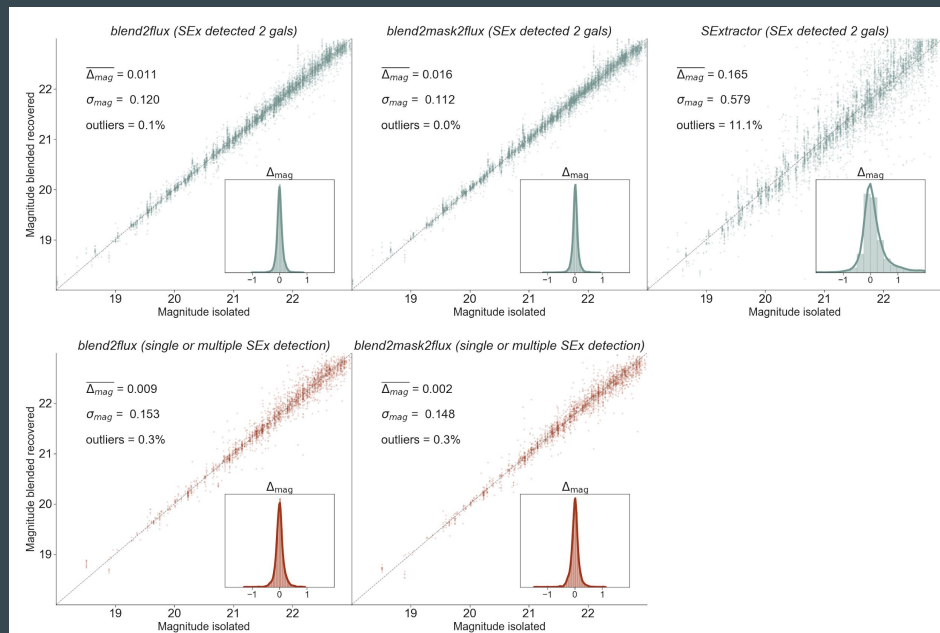 blend2flux (SEx detected 2 gals)
blend2mask2flux (SEx detected 2 gals)
SExtractor (SEx detected 2 gals)
Δmag = 0.011
σmag = 0.120
outliers = 0.1%
Δmag = 0.016
σmag = 0.112
outliers = 0.0%
Δmag = 0.165
σmag = 0.579
outliers = 11.1%
Magnitude blended recovered
22
21
20
19
Δmag
−1 0 1
Δmag
−1 0 1
Δmag
−1 0 1
19 20 21 22
19 20 21 22
19 20 21 22
Magnitude isolated
Magnitude isolated
Magnitude isolated
blend2flux (single or multiple SEx detection)
blend2mask2flux (single or multiple SEx detection)
Δmag = 0.009
σmag = 0.153
outliers = 0.3%
Δmag = 0.002
σmag = 0.148
outliers = 0.3%
Magnitude blended recovered
22
21
20
19
Δmag
−1 0 1
Δmag
−1 0 1
19 20 21 22
19 20 21 22
Magnitude isolated
Magnitude isolated